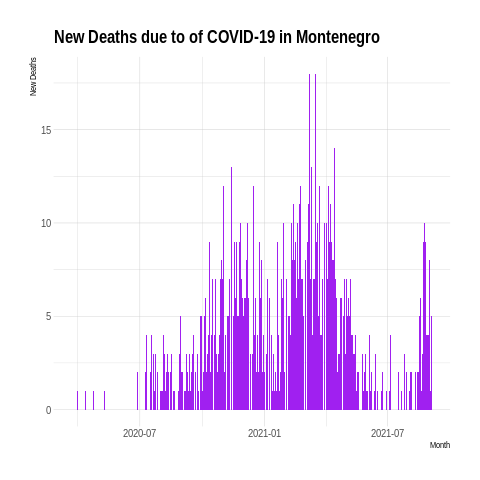 New Deaths due to of COVID-19 in Montenegro
New Deaths
15
10
5
0
2020-07
2021-01
2021-07
Month